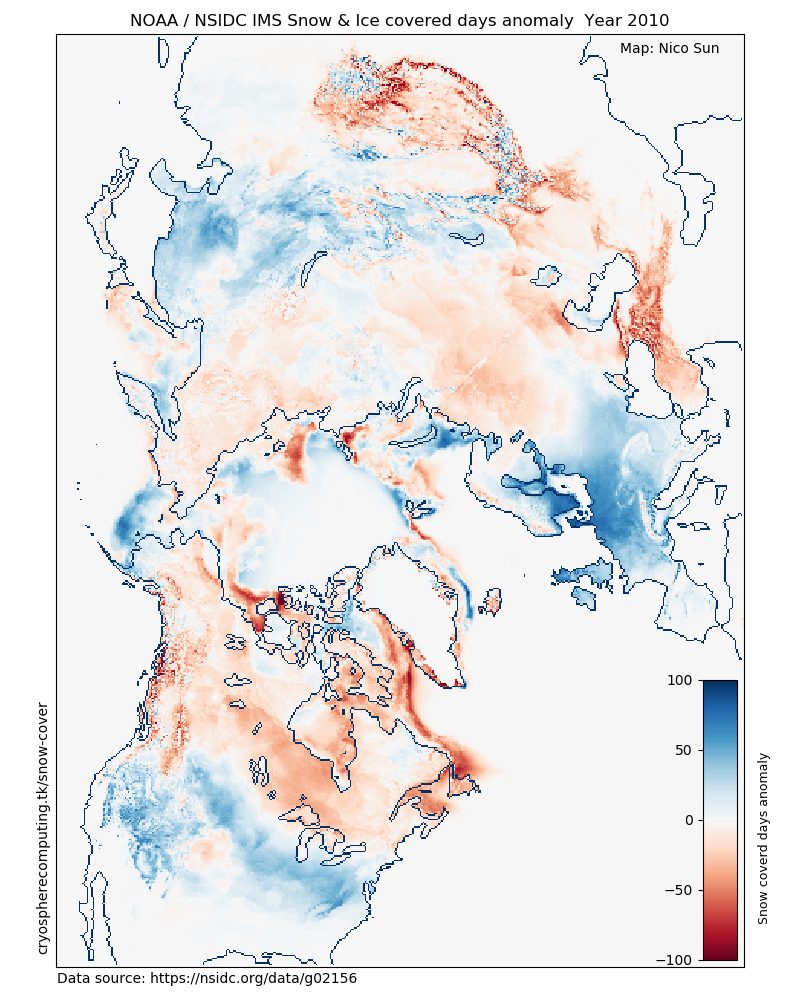 NOAA / NSIDC IMS Snow & Ice covered days anomaly  Year 2010
Map: Nico Sun
cryospherecomputing.tk/snow-cover
100
50
0
−50
−100
Snow coverd days anomaly
Data source: https://nsidc.org/data/g02156